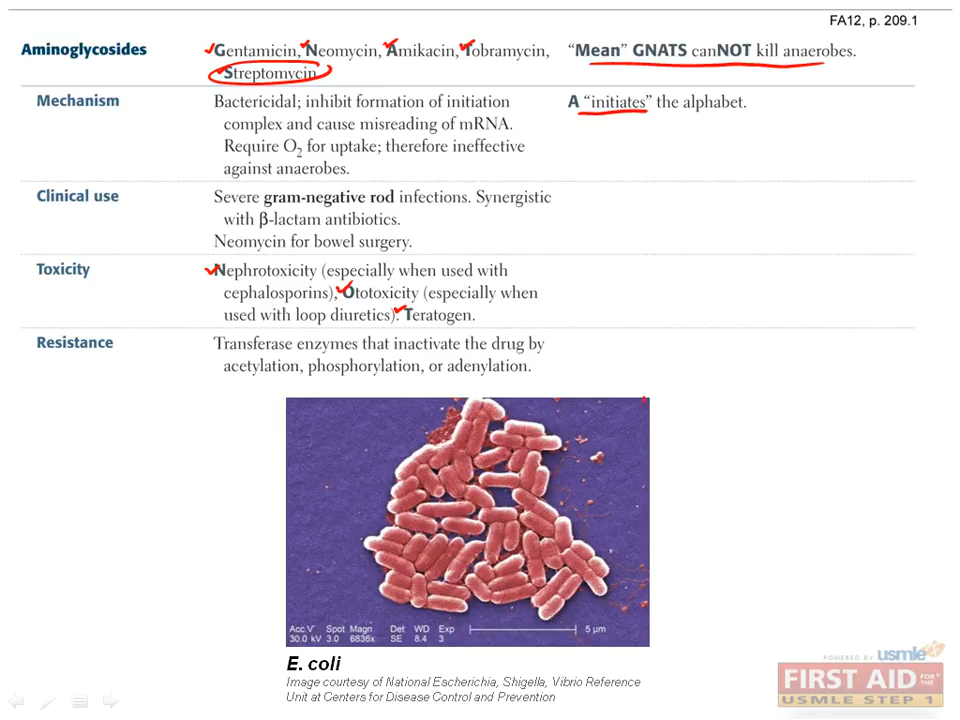 FA12, p. 209.1
Aminoglycosides
Gentamicin, Neomycin, Amikacin, Tobramycin,
Streptomycin
"Mean" GNATS canNOT kill anaerobes.
Mechanism
Bactericidal; inhibit formation of initiation
complex and cause misreading of mRNA.
Require O2 for uptake; therefore ineffective
against anaerobes.
A "initiates" the alphabet.
Clinical use
Severe gram-negative rod infections. Synergistic
with β-lactam antibiotics.
Neomycin for bowel surgery.
Toxicity
Nephrotoxicity (especially when used with
cephalosporins), Ototoxicity (especially when
used with loop diuretics). Teratogen.
Resistance
Transferase enzymes that inactivate the drug by
acetylation, phosphorylation, or adenylation.
Acc.V Spot Magn Det WD Exp
30.0 kV 3.0 6836x SE 8.4 3 5 µm
E. coli
Image courtesy of National Escherichia, Shigella, Vibrio Reference
Unit at Centers for Disease Control and Prevention
POWERED BY usmle
FIRST AID FOR THE
USMLE STEP 1